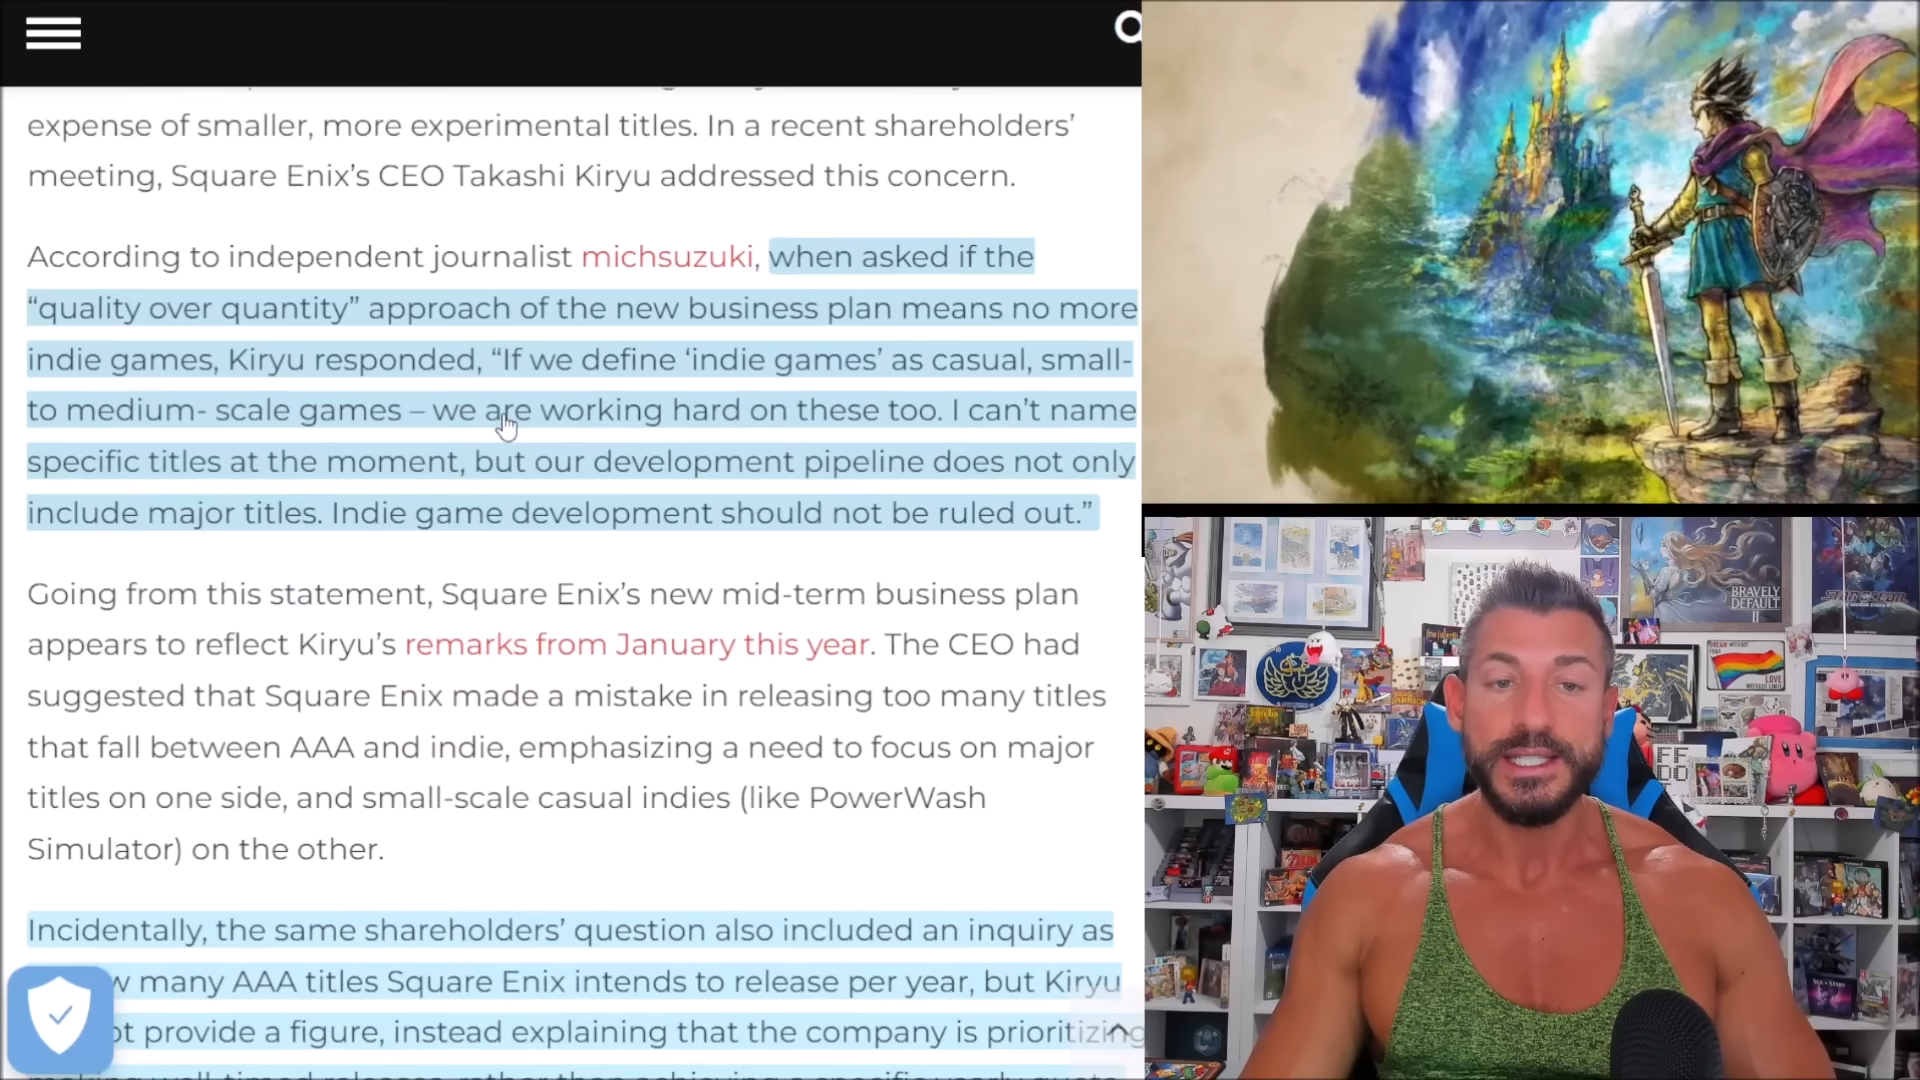 expense of smaller, more experimental titles. In a recent shareholders’
meeting, Square Enix’s CEO Takashi Kiryu addressed this concern.
According to independent journalist michsuzuki, when asked if the
“quality over quantity” approach of the new business plan means no more
indie games, Kiryu responded, “If we define ‘indie games’ as casual, small-
to medium- scale games – we are working hard on these too. I can’t name
specific titles at the moment, but our development pipeline does not only
include major titles. Indie game development should not be ruled out.”
Going from this statement, Square Enix’s new mid-term business plan
appears to reflect Kiryu’s remarks from January this year. The CEO had
suggested that Square Enix made a mistake in releasing too many titles
that fall between AAA and indie, emphasizing a need to focus on major
titles on one side, and small-scale casual indies (like PowerWash
Simulator) on the other.
Incidentally, the same shareholders’ question also included an inquiry as
many AAA titles Square Enix intends to release per year, but Kiryu
provide a figure, instead explaining that the company is prioritizing
BRAVELY
DEFAULT
II